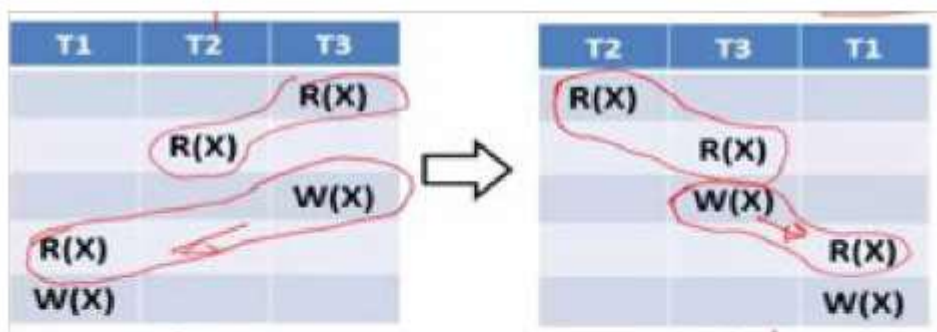 T1 T2 T3
R(X)
R(X)
W(X)
R(X)
W(X)
T2 T3 T1
R(X)
R(X)
W(X)
R(X)
W(X)